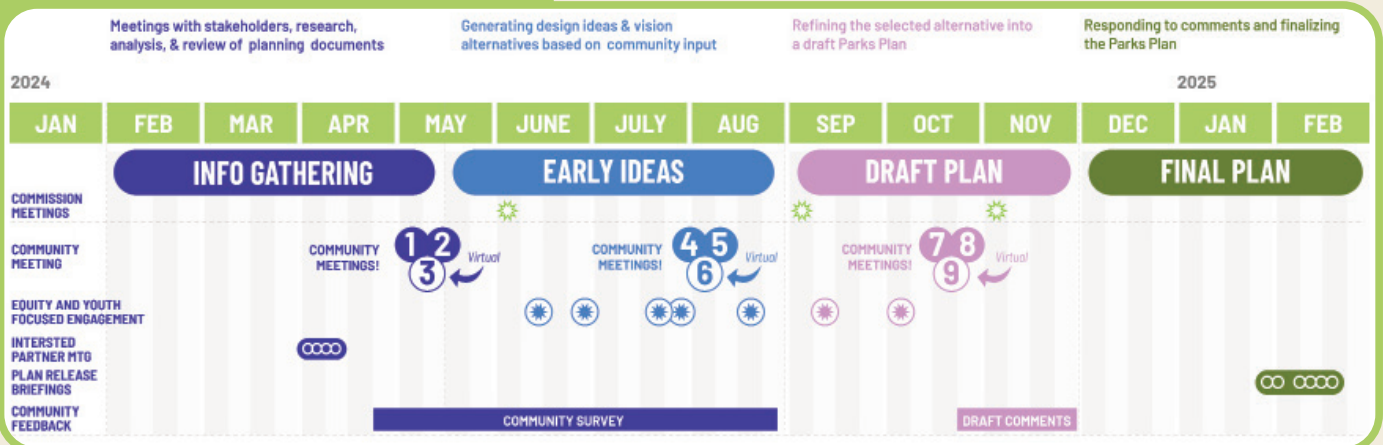 Meetings with stakeholders, research,
analysis, & review of planning documents
Generating design ideas & vision
alternatives based on community input
Refining the selected alternative into
a draft Parks Plan
Responding to comments and finalizing
the Parks Plan
2024
2025
JAN FEB MAR APR MAY JUNE JULY AUG SEP OCT NOV DEC JAN FEB
INFO GATHERING EARLY IDEAS DRAFT PLAN FINAL PLAN
COMMISSION
MEETINGS
COMMUNITY
MEETING
COMMUNITY
MEETINGS!
1 2
3
Virtual
COMMUNITY
MEETINGS!
4 5
6
Virtual
COMMUNITY
MEETINGS!
7 8
9
Virtual
EQUITY AND YOUTH
FOCUSED ENGAGEMENT
INTERSTED
PARTNER MTG
PLAN RELEASE
BRIEFINGS
COMMUNITY
FEEDBACK
COMMUNITY SURVEY
DRAFT COMMENTS